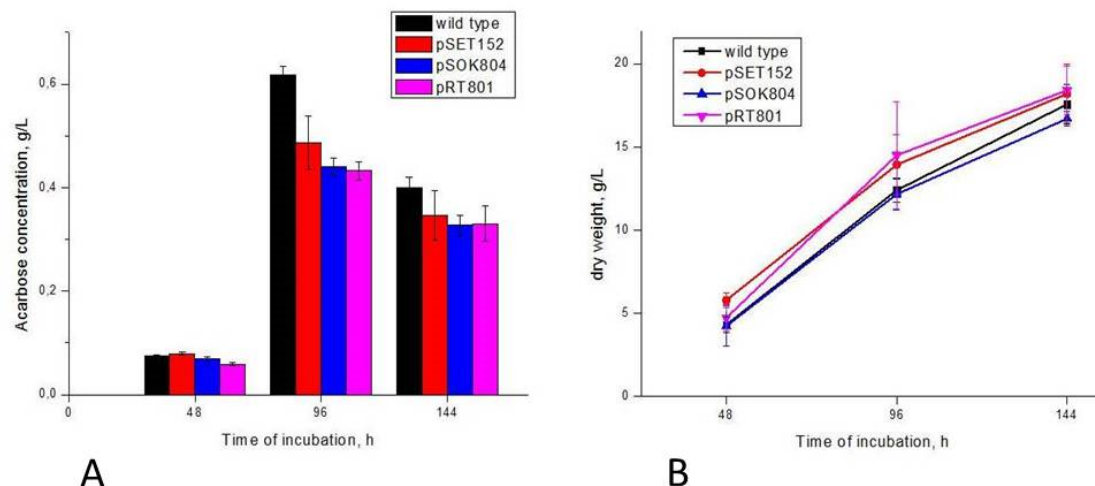 wild type
pSET152
pSOK804
pRT801
Acarbose concentration, g/L
0,6
0,4
0,2
0,0
0
48
96
144
Time of incubation, h
A
wild type
pSET152
pSOK804
pRT801
dry weight, g/L
20
15
10
5
0
48
96
144
Time of incubation, h
B